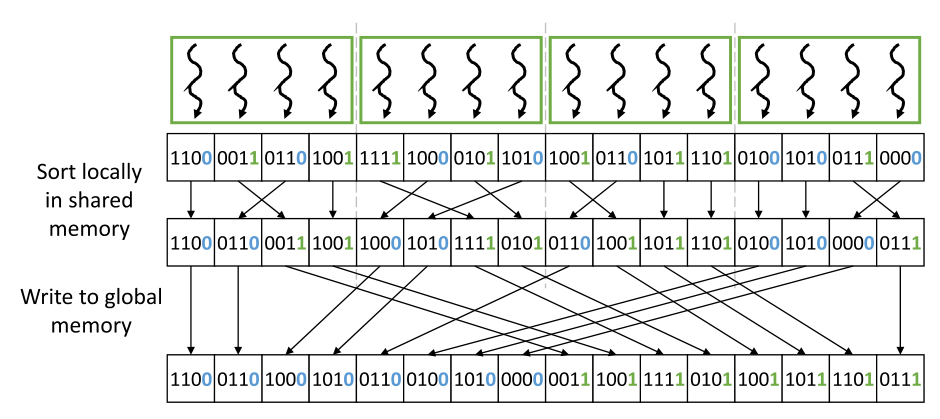 1100 0011 0110 1001 1111 1000 0101 1010 1001 0110 1011 1101 0100 1010 0111 0000
Sort locally
in shared
memory
1100 0110 0011 1001 1000 1010 1111 0101 0110 1001 1011 1101 0100 1010 0000 0111
Write to global
memory
1100 0110 1000 1010 0110 0100 1010 0000 0011 1001 1111 0101 1001 1011 1101 0111